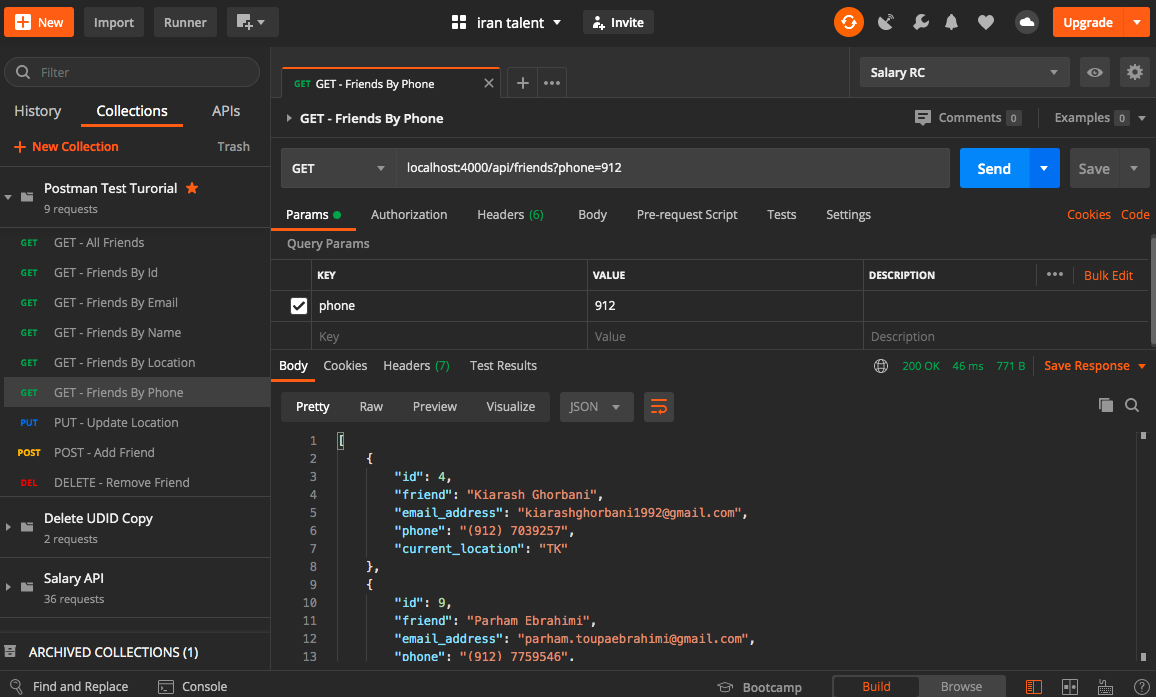 New Import Runner iran talent Invite Upgrade
Filter
History Collections APIs
New Collection Trash
Postman Test Turorial
9 requests
GET GET - All Friends
GET GET - Friends By Id
GET GET - Friends By Email
GET GET - Friends By Name
GET GET - Friends By Location
GET GET - Friends By Phone
PUT PUT - Update Location
POST POST - Add Friend
DEL DELETE - Remove Friend
Delete UDID Copy
2 requests
Salary API
36 requests
ARCHIVED COLLECTIONS (1)
GET GET - Friends By Phone
Salary RC
GET - Friends By Phone Comments 0 Examples 0
GET localhost:4000/api/friends?phone=912 Send Save
Params Authorization Headers (6) Body Pre-request Script Tests Settings Cookies Code
Query Params
KEY VALUE DESCRIPTION Bulk Edit
phone 912
Key Value Description
Body Cookies Headers (7) Test Results 200 OK 46 ms 771 B Save Response
Pretty Raw Preview Visualize JSON
1 [
2 {
3 "id": 4,
4 "friend": "Kiarash Ghorbani",
5 "email_address": "kiarashghorbani1992@gmail.com",
6 "phone": "(912) 7039257",
7 "current_location": "TK"
8 },
9 {
10 "id": 9,
11 "friend": "Parham Ebrahimi",
12 "email_address": "parham.toupaebrahimi@gmail.com",
13 "phone": "(912) 7759546",
Find and Replace Console Bootcamp Build Browse